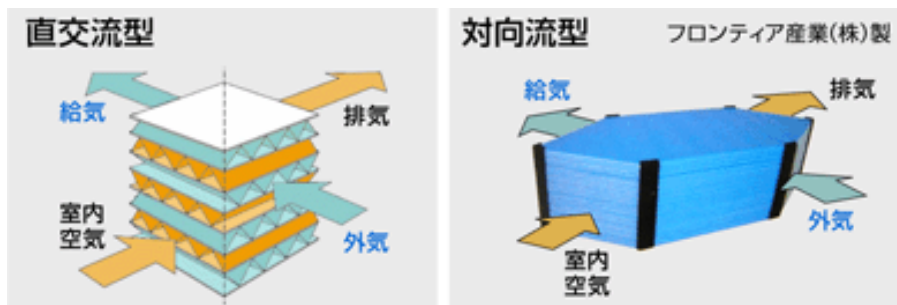 直交流型
給気
排気
室内
空気
外気
対向流型
フロンティア産業(株)製
給気
排気
外気
室内
空気